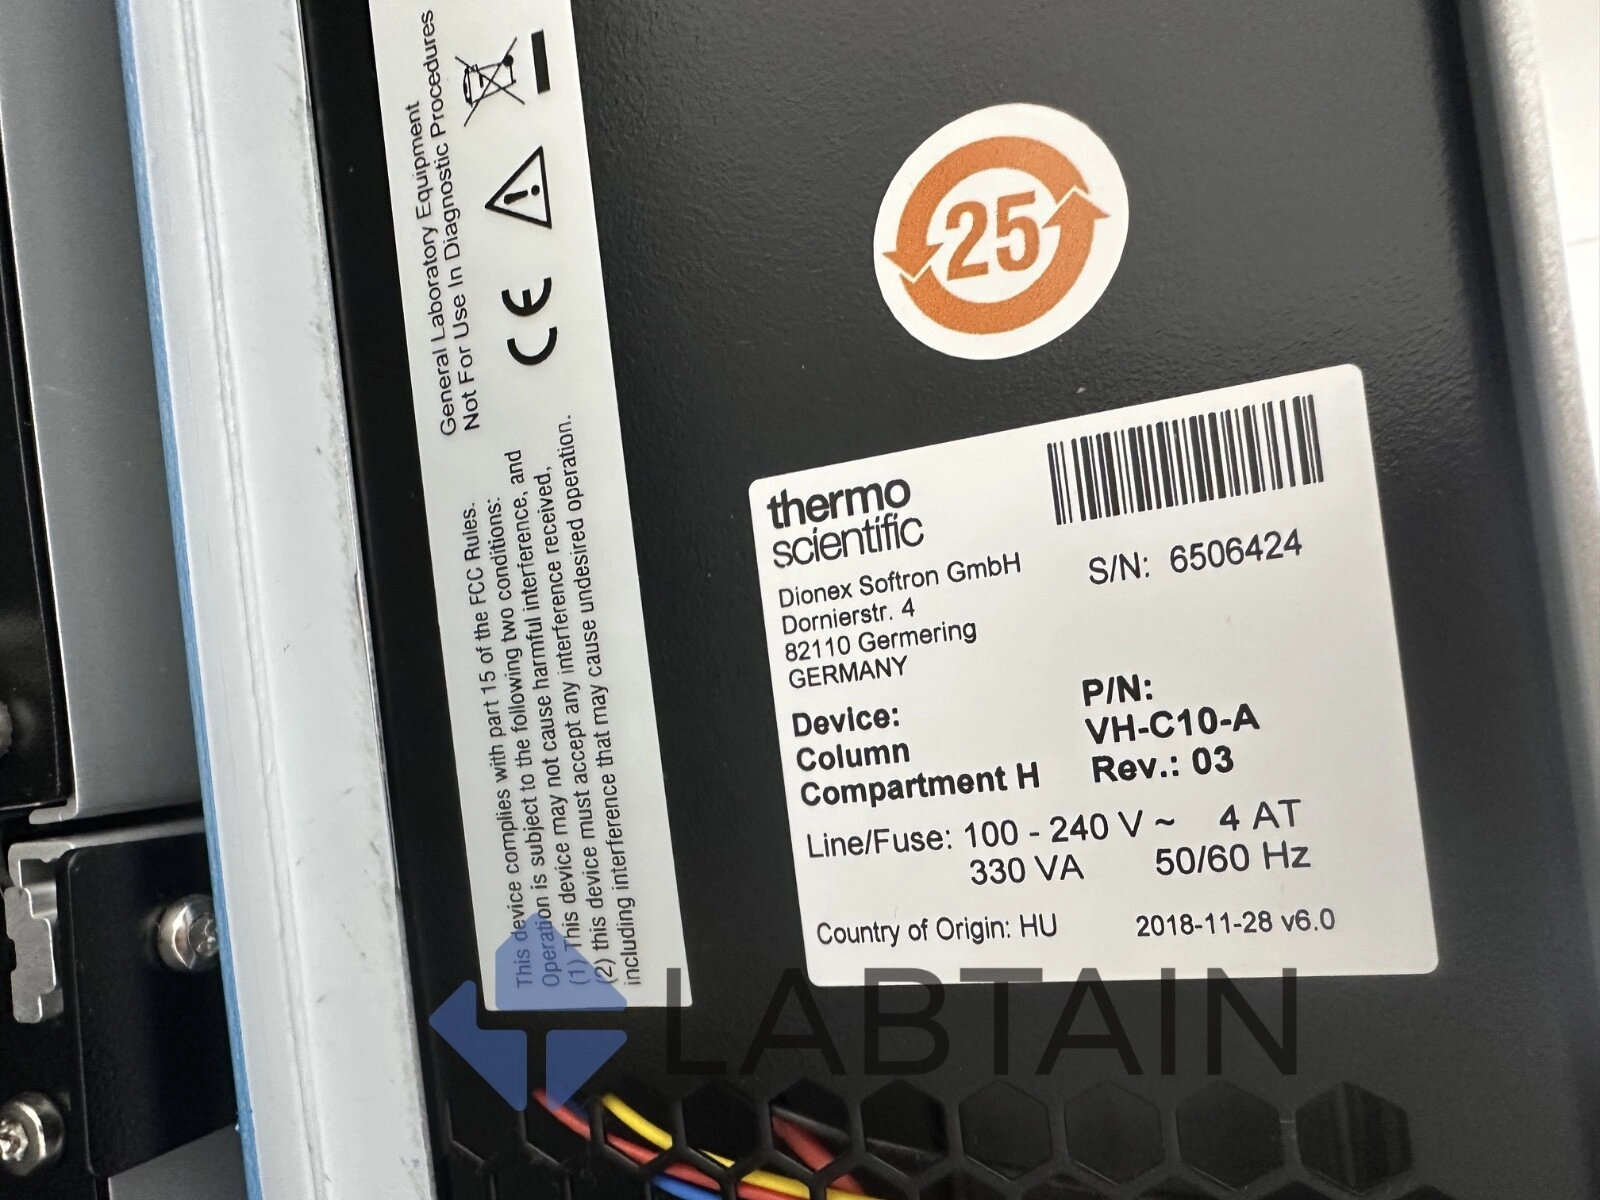 General Laboratory Equipment
Not For Use In Diagnostic Procedures
CE
This device complies with part 15 of the FCC Rules.
Operation is subject to the following two conditions:
(1) This device may not cause harmful interference, and
(2) this device must accept any interference received,
including interference that may cause undesired operation.
25
thermo
scientific
Dionex Softron GmbH
Dornierstr. 4
82110 Germering
GERMANY
S/N: 6506424
Device:
Column
Compartment H
P/N:
VH-C10-A
Rev.: 03
Line/Fuse: 100 - 240 V ~ 4 AT
330 VA 50/60 Hz
Country of Origin: HU 2018-11-28 v6.0
LABTAIN